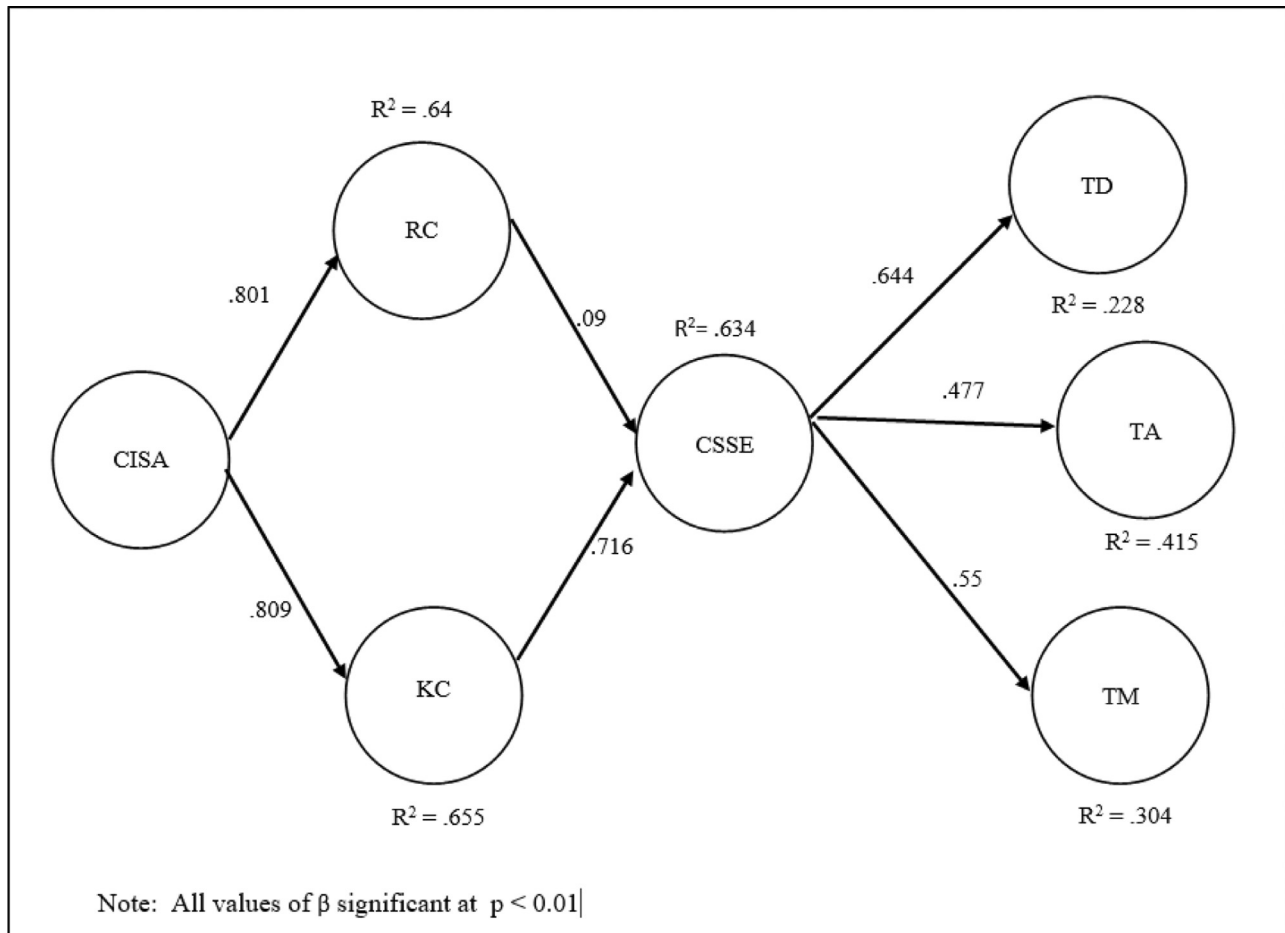 R² = .64
RC
.801
CISA
.809
KC
R² = .655
.09
.716
R²= .634
CSSE
.644
.477
.55
TD
R² = .228
TA
R² = .415
TM
R² = .304
Note: All values of β significant at p < 0.01